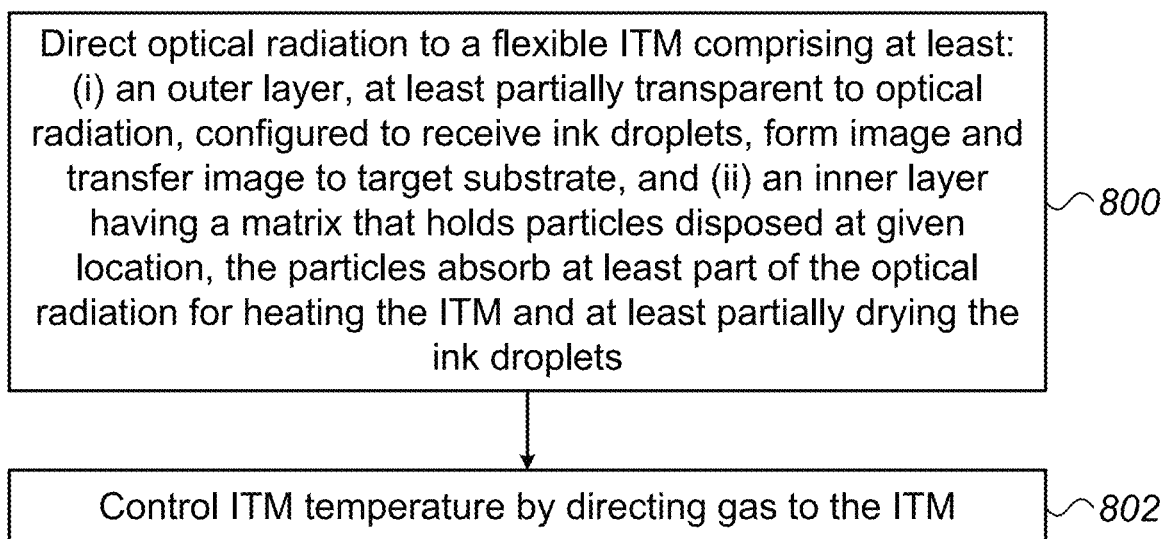 Direct optical radiation to a flexible ITM comprising at least:
(i) an outer layer, at least partially transparent to optical
radiation, configured to receive ink droplets, form image and
transfer image to target substrate, and (ii) an inner layer
having a matrix that holds particles disposed at given
location, the particles absorb at least part of the optical
radiation for heating the ITM and at least partially drying the
ink droplets
800
Control ITM temperature by directing gas to the ITM
802